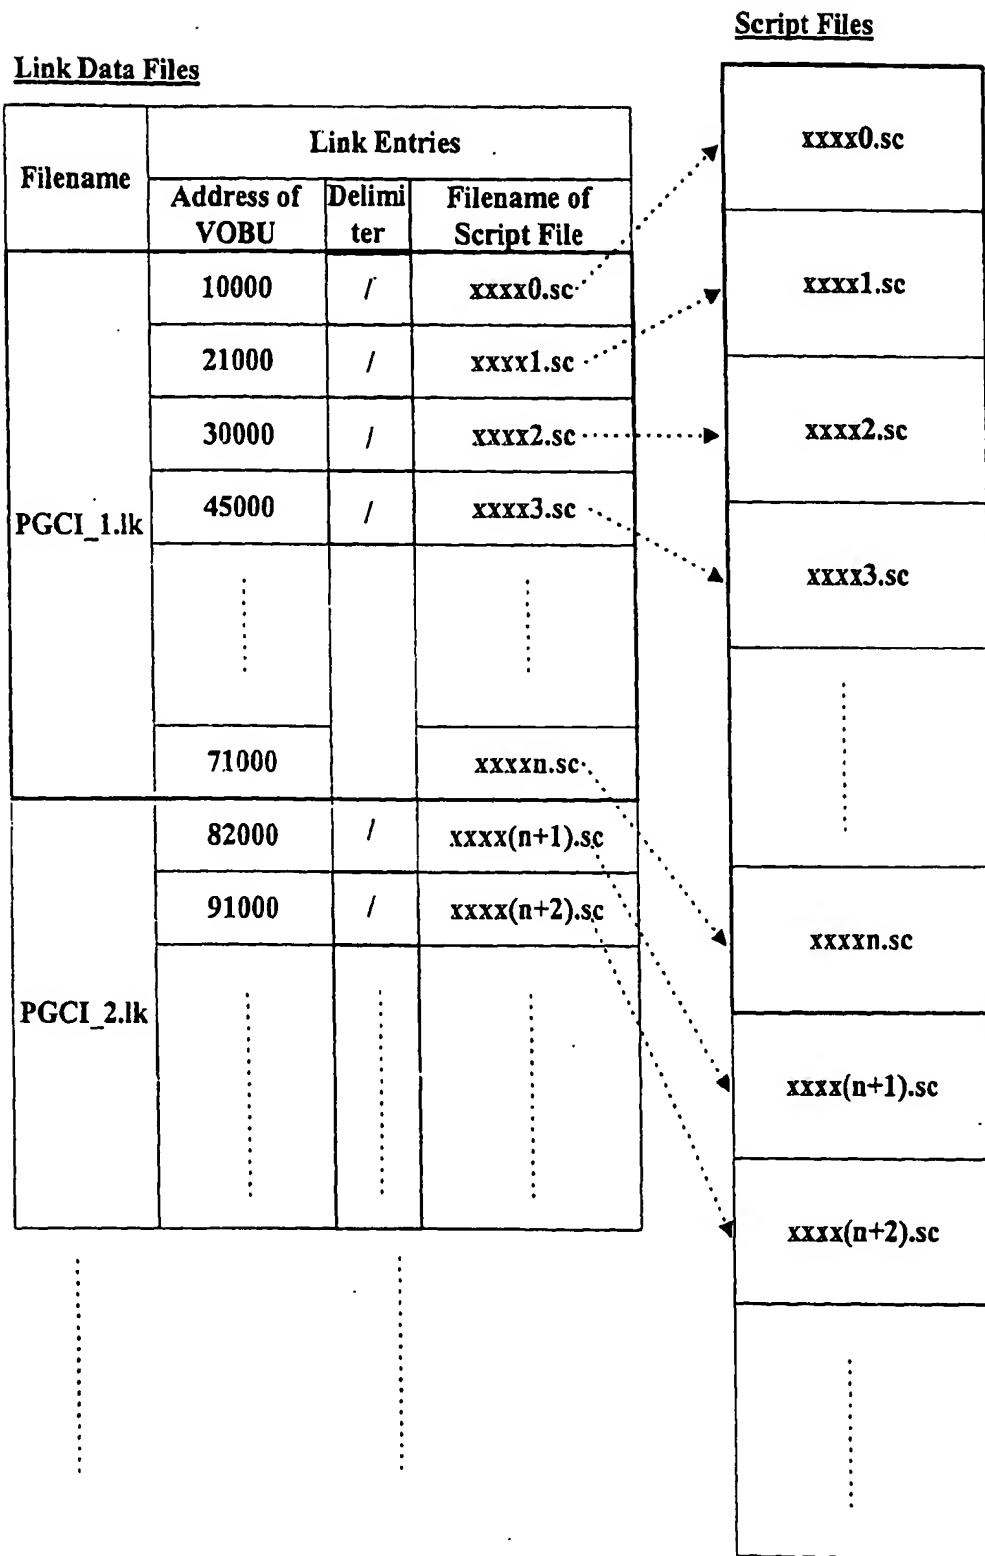 Script Files
Link Data Files
Filename
Link Entries
Address of VOBU
Delimi ter
Filename of Script File
PGCI_1.lk
10000 / xxxx0.sc
21000 / xxxx1.sc
30000 / xxxx2.sc
45000 / xxxx3.sc
71000 xxxxn.sc
PGCI_2.lk
82000 / xxxx(n+1).sc
91000 / xxxx(n+2).sc
xxxx0.sc
xxxx1.sc
xxxx2.sc
xxxx3.sc
xxxxn.sc
xxxx(n+1).sc
xxxx(n+2).sc